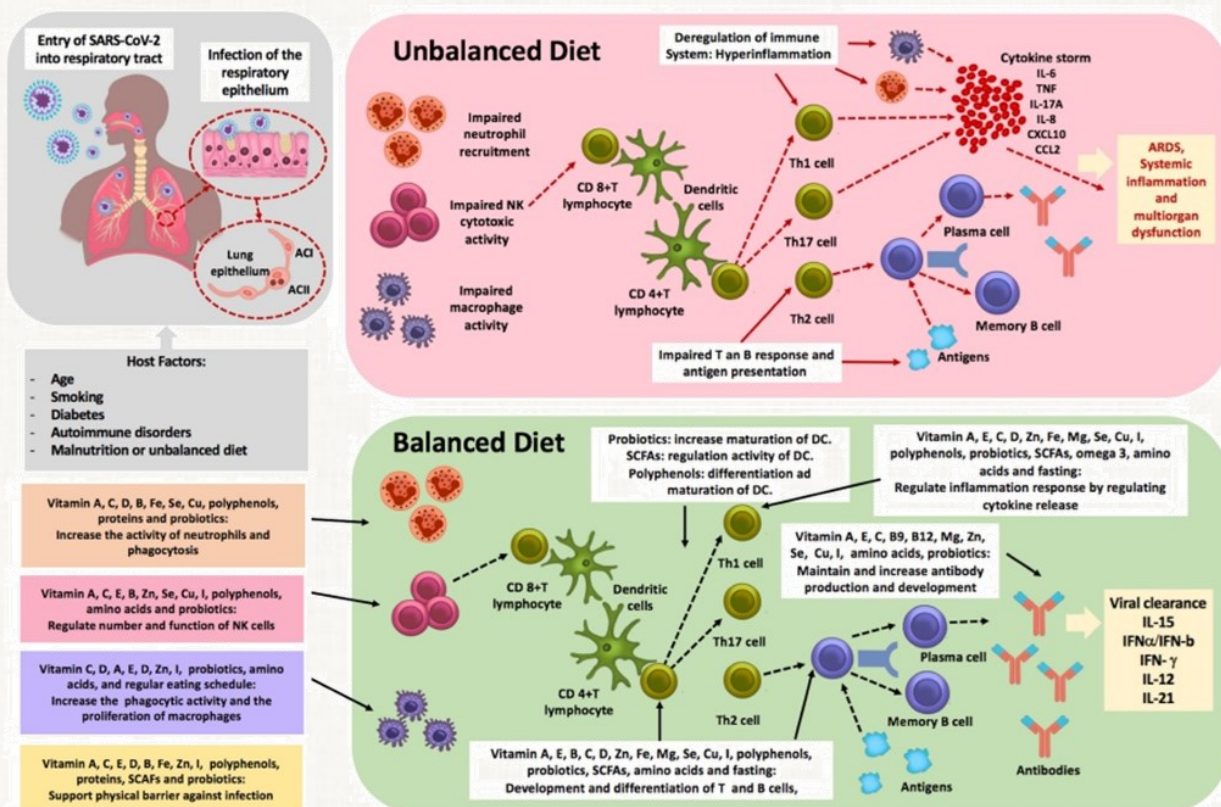 Entry of SARS-CoV-2
into respiratory tract
Infection of the
respiratory
epithelium
Lung
epithelium
ACI
ACII
Host Factors:
- Age
- Smoking
- Diabetes
- Autoimmune disorders
- Malnutrition or unbalanced diet
Vitamin A, C, D, B, Fe, Se, Cu, polyphenols,
proteins and probiotics:
Increase the activity of neutrophils and
phagocytosis
Vitamin A, C, E, B, Zn, Se, Cu, I, polyphenols,
amino acids and probiotics:
Regulate number and function of NK cells
Vitamin C, D, A, E, D, Zn, I, probiotics, amino
acids, and regular eating schedule:
Increase the phagocytic activity and the
proliferation of macrophages
Vitamin A, C, E, D, B, Fe, Zn, I, polyphenols,
proteins, SCAFs and probiotics:
Support physical barrier against infection
Unbalanced Diet
Deregulation of immune
System: Hyperinflammation
Impaired
neutrophil
recruitment
Impaired NK
cytotoxic
activity
Impaired
macrophage
activity
CD 8+T
lymphocyte
Dendritic
cells
CD 4+T
lymphocyte
Th1 cell
Th17 cell
Th2 cell
Cytokine storm
IL-6
TNF
IL-17A
IL-8
CXCL10
CCL2
Plasma cell
Memory B cell
Antigens
Impaired T an B response and
antigen presentation
ARDS,
Systemic
inflammation
and
multiorgan
dysfunction
Balanced Diet
Probiotics: increase maturation of DC.
SCFAs: regulation activity of DC.
Polyphenols: differentiation ad
maturation of DC.
Vitamin A, E, C, D, Zn, Fe, Mg, Se, Cu, I,
polyphenols, probiotics, SCFAs, omega 3, amino
acids and fasting:
Regulate inflammation response by regulating
cytokine release
Vitamin A, E, C, B9, B12, Mg, Zn,
Se, Cu, I, amino acids, probiotics:
Maintain and increase antibody
production and development
CD 8+T
lymphocyte
Dendritic
cells
CD 4+T
lymphocyte
Th1 cell
Th17 cell
Th2 cell
Plasma cell
Memory B cell
Antigens
Antibodies
Viral clearance
IL-15
IFNα/IFN-b
IFN- γ
IL-12
IL-21
Vitamin A, E, B, C, D, Zn, Fe, Mg, Se, Cu, I, polyphenols,
probiotics, SCFAs, amino acids and fasting:
Development and differentiation of T and B cells,